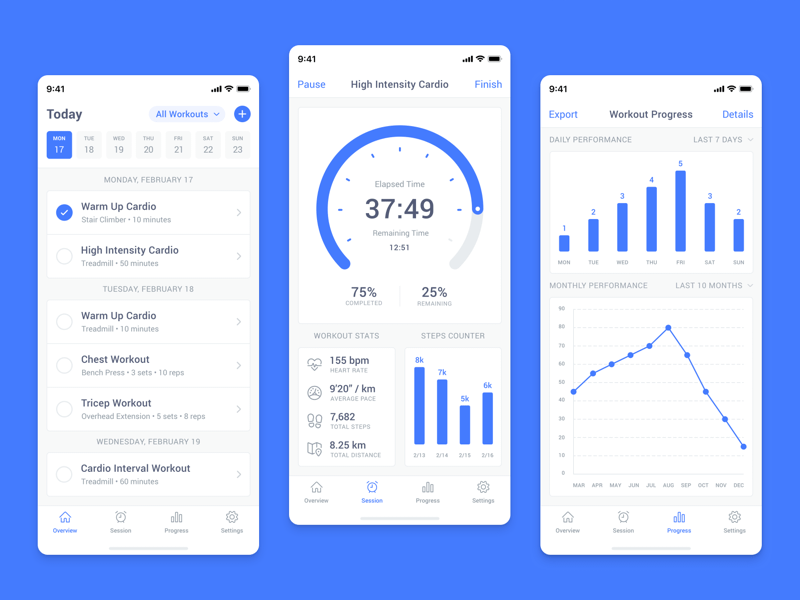 9:41
Today
All Workouts
MON TUE WED THU FRI SAT SUN
17 18 19 20 21 22 23
MONDAY, FEBRUARY 17
Warm Up Cardio
Stair Climber • 10 minutes
High Intensity Cardio
Treadmill • 50 minutes
TUESDAY, FEBRUARY 18
Warm Up Cardio
Treadmill • 10 minutes
Chest Workout
Bench Press • 3 sets • 10 reps
Tricep Workout
Overhead Extension • 5 sets • 8 reps
WEDNESDAY, FEBRUARY 19
Cardio Interval Workout
Treadmill • 60 minutes
Overview Session Progress Settings
9:41
Pause High Intensity Cardio Finish
Elapsed Time
37:49
Remaining Time
12:51
75% 25%
COMPLETED REMAINING
WORKOUT STATS
155 bpm
HEART RATE
9'20" / km
AVERAGE PACE
7,682
TOTAL STEPS
8.25 km
TOTAL DISTANCE
STEPS COUNTER
8k 7k 5k 6k
2/13 2/14 2/15 2/16
Overview Session Progress Settings
9:41
Export Workout Progress Details
DAILY PERFORMANCE LAST 7 DAYS
1 2 3 4 5 3 2
MON TUE WED THU FRI SAT SUN
MONTHLY PERFORMANCE LAST 10 MONTHS
90
80
70
60
50
40
30
20
10
0
MAR APR MAY JUN JUL AUG SEP OCT NOV DEC
Overview Session Progress Settings